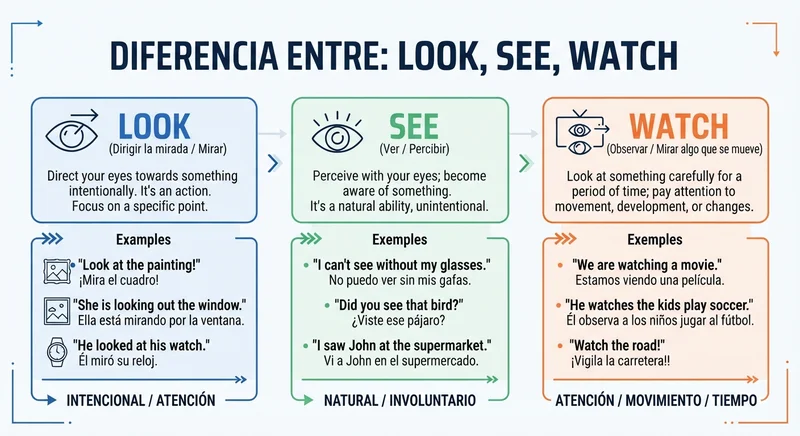 DIFERENCIA ENTRE: LOOK, SEE, WATCH
LOOK
(Dirigir la mirada / Mirar)
Direct your eyes towards something
intentionally. It's an action.
Focus on a specific point.
Examples
"Look at the painting!"
¡Mira el cuadro!
"She is looking out the window."
Ella está mirando por la ventana.
"He looked at his watch."
Él miró su reloj.
INTENCIONAL / ATENCIÓN
SEE
(Ver / Percibir)
Perceive with your eyes; become
aware of something.
It's a natural ability, unintentional.
Exemples
• "I can't see without my glasses."
No puedo ver sin mis gafas.
• "Did you see that bird?"
¿Viste ese pájaro?
• "I saw John at the supermarket."
Vi a John en el supermercado.
NATURAL / INVOLUNTARIO
WATCH
(Observar / Mirar algo que se mueve)
Look at something carefully for a
period of time; pay attention to
movement, development, or changes.
Exemples
• "We are watching a movie."
Estamos viendo una película.
• "He watches the kids play soccer."
Él observa a los niños jugar al fútbol.
• "Watch the road!"
¡Vigila la carretera!!
ATENCIÓN / MOVIMIENTO / TIEMPO